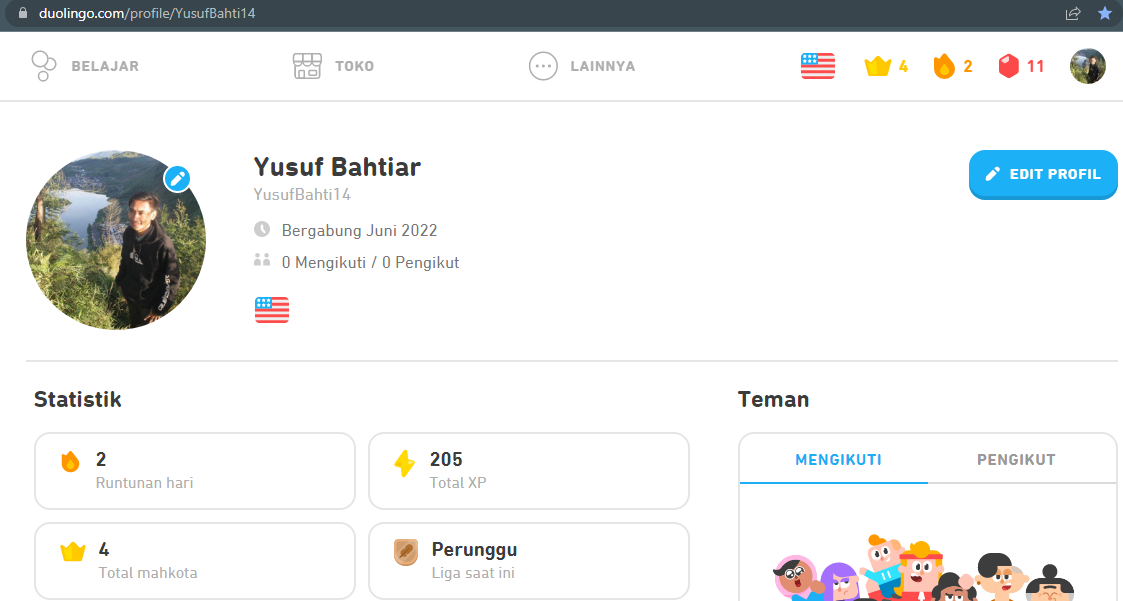 duolingo.com/profile/YusufBahti14
BELAJAR TOKO LAINNYA 4 2 11
Yusuf Bahtiar
EDIT PROFIL
YusufBahti14
Bergabung Juni 2022
0 Mengikuti / 0 Pengikut
Statistik
2
Runtunan hari
205
Total XP
4
Total mahkota
Perunggu
Liga saat ini
Teman
MENGIKUTI PENGIKUT